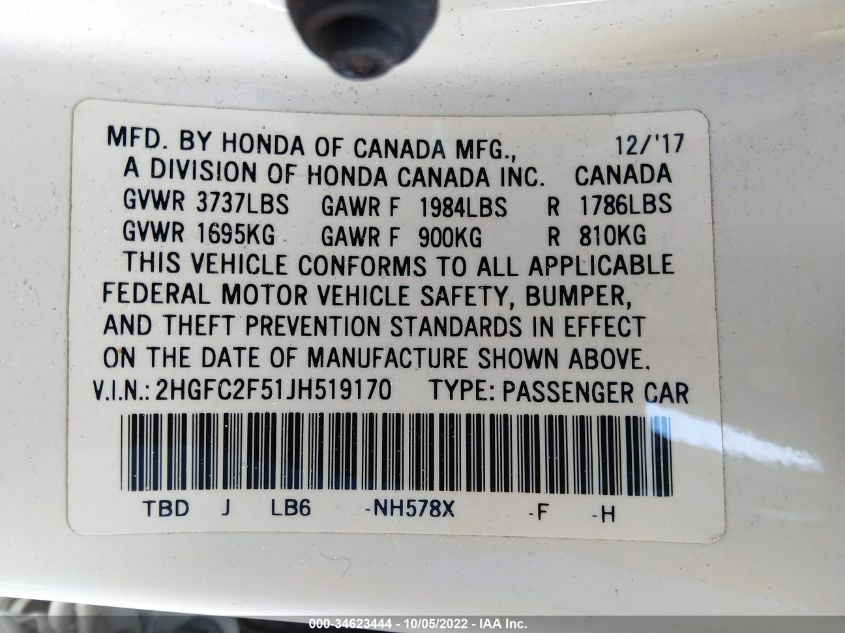 MFD. BY HONDA OF CANADA MFG., 12/'17
A DIVISION OF HONDA CANADA INC. CANADA
GVWR 3737LBS GAWR F 1984LBS R 1786LBS
GVWR 1695KG GAWR F 900KG R 810KG
THIS VEHICLE CONFORMS TO ALL APPLICABLE
FEDERAL MOTOR VEHICLE SAFETY, BUMPER,
AND THEFT PREVENTION STANDARDS IN EFFECT
ON THE DATE OF MANUFACTURE SHOWN ABOVE.
V.I.N.: 2HGFC2F51JH519170 TYPE: PASSENGER CAR
TBD J LB6 -NH578X -F -H
000-34623444 - 10/05/2022 - IAA Inc.